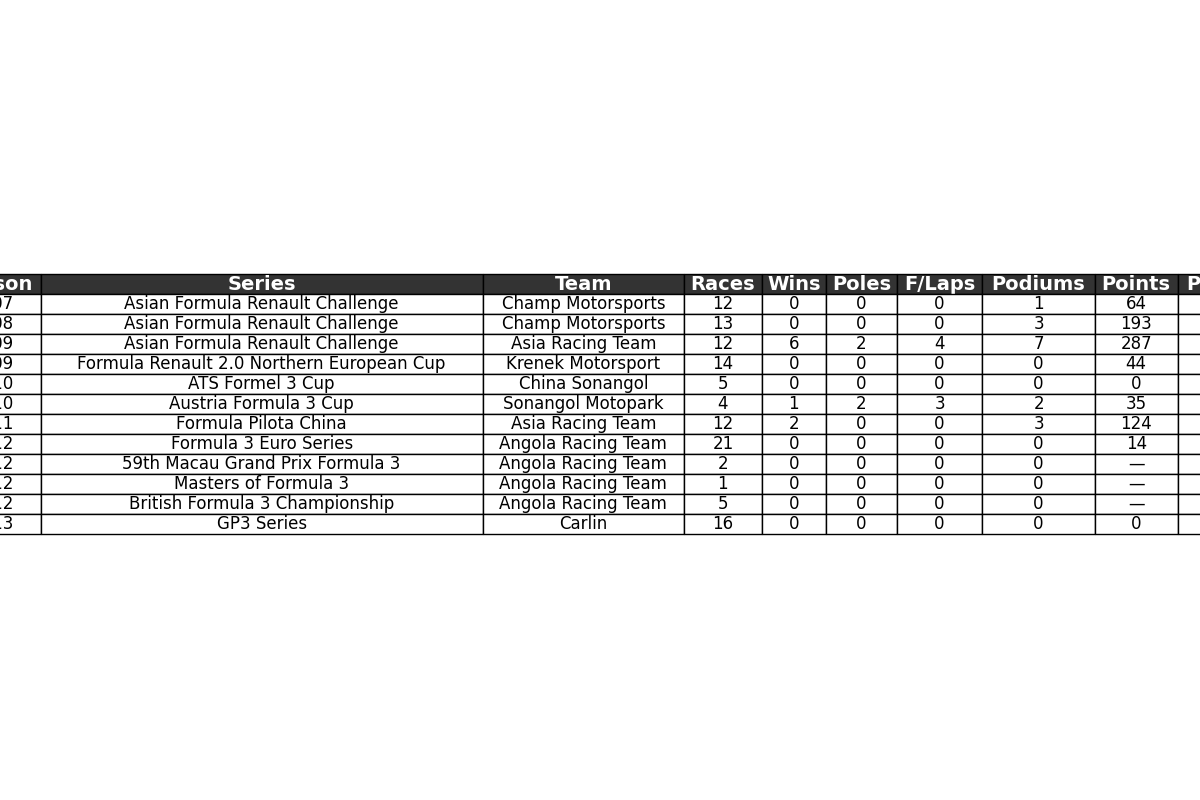 son Series Team Races Wins Poles F/Laps Podiums Points P
07 Asian Formula Renault Challenge Champ Motorsports 12 0 0 0 1 64
08 Asian Formula Renault Challenge Champ Motorsports 13 0 0 0 3 193
09 Asian Formula Renault Challenge Asia Racing Team 12 6 2 4 7 287
09 Formula Renault 2.0 Northern European Cup Krenek Motorsport 14 0 0 0 0 44
.0 ATS Formel 3 Cup China Sonangol 5 0 0 0 0 0
.0 Austria Formula 3 Cup Sonangol Motopark 4 1 2 3 2 35
.1 Formula Pilota China Asia Racing Team 12 2 0 0 3 124
.2 Formula 3 Euro Series Angola Racing Team 21 0 0 0 0 14
.2 59th Macau Grand Prix Formula 3 Angola Racing Team 2 0 0 0 0 —
.2 Masters of Formula 3 Angola Racing Team 1 0 0 0 0 —
.2 British Formula 3 Championship Angola Racing Team 5 0 0 0 0 —
.3 GP3 Series Carlin 16 0 0 0 0 0